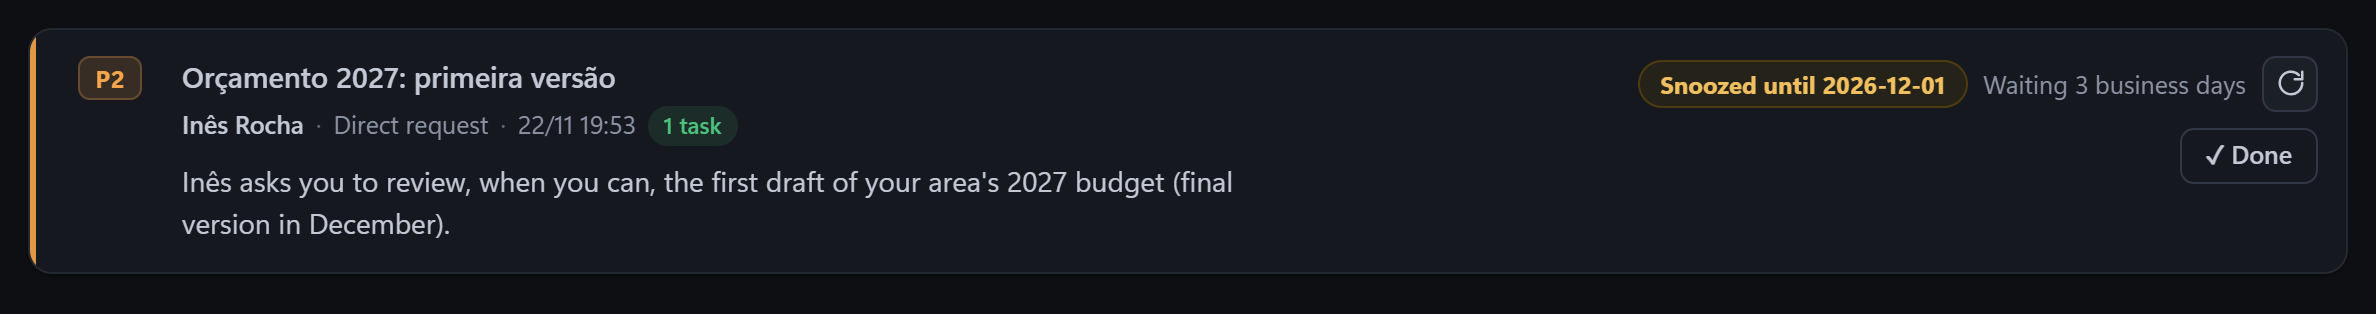 P2
Orçamento 2027: primeira versão
Snoozed until 2026-12-01
Waiting 3 business days
Inês Rocha · Direct request · 22/11 19:53 1 task
✓ Done
Inês asks you to review, when you can, the first draft of your area's 2027 budget (final
version in December).